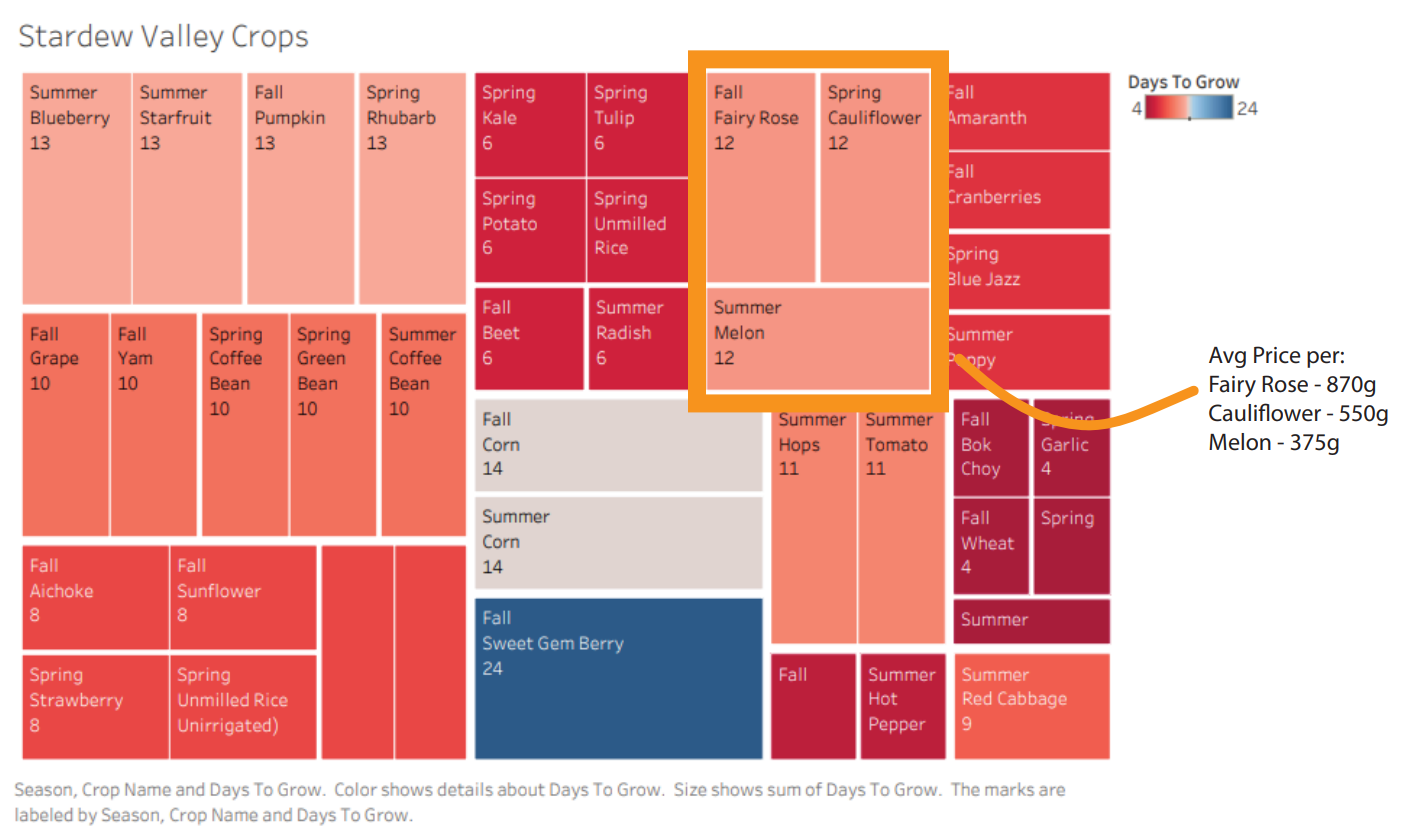 Stardew Valley Crops
Summer
Blueberry
13
Summer
Starfruit
13
Fall
Pumpkin
13
Spring
Rhubarb
13
Fall
Grape
10
Fall
Yam
10
Spring
Coffee
Bean
10
Spring
Green
Bean
10
Summer
Coffee
Bean
10
Fall
Aichoke
8
Fall
Sunflower
8
Spring
Strawberry
8
Spring
Unmilled Rice
Unirrigated)
Spring
Kale
6
Spring
Tulip
6
Spring
Potato
6
Spring
Unmilled
Rice
Fall
Beet
6
Summer
Radish
6
Fall
Corn
14
Summer
Corn
14
Fall
Sweet Gem Berry
24
Fall
Fairy Rose
12
Spring
Cauliflower
12
Summer
Melon
12
Summer
Hops
11
Summer
Tomato
11
Fall
Summer
Hot
Pepper
Fall
Amaranth
Fall
Cranberries
Spring
Blue Jazz
Summer
Poppy
Fall
Bok
Choy
Spring
Garlic
4
Fall
Wheat
4
Spring
Summer
Summer
Red Cabbage
9
Days To Grow
4 24
Avg Price per:
Fairy Rose - 870g
Cauliflower - 550g
Melon - 375g
Season, Crop Name and Days To Grow. Color shows details about Days To Grow. Size shows sum of Days To Grow. The marks are
labeled by Season, Crop Name and Days To Grow.